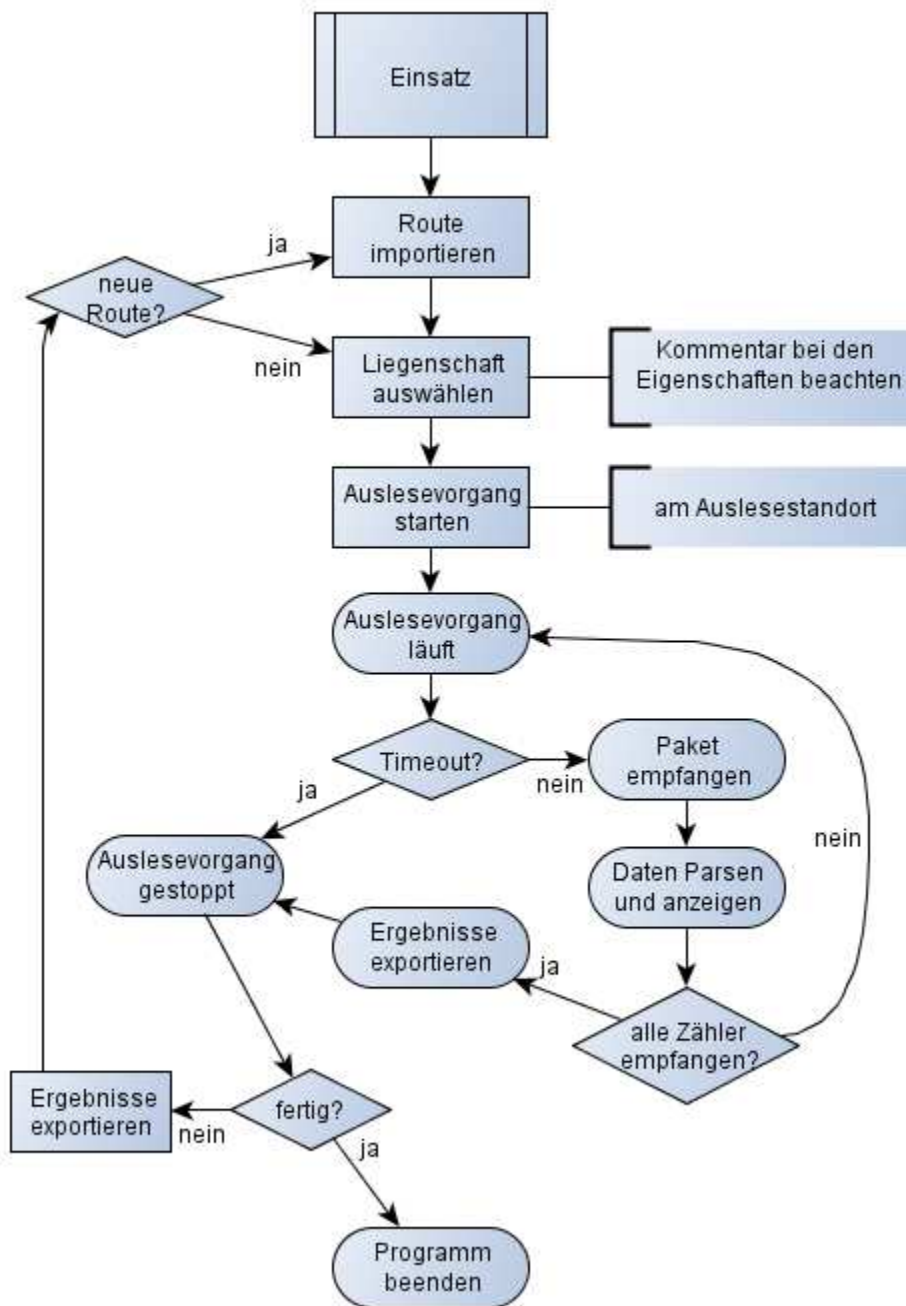 Einsatz
Route
importieren
ja
neue
Route?
nein
Liegenschaft
auswählen
Kommentar bei den
Eigenschaften beachten
Auslesevorgang
starten
am Auslesestandort
Auslesevorgang
läuft
Timeout?
nein
ja
Paket
empfangen
nein
Auslesevorgang
gestoppt
Daten Parsen
und anzeigen
Ergebnisse
exportieren
ja
alle Zähler
empfangen?
Ergebnisse
exportieren
nein
fertig?
ja
Programm
beenden